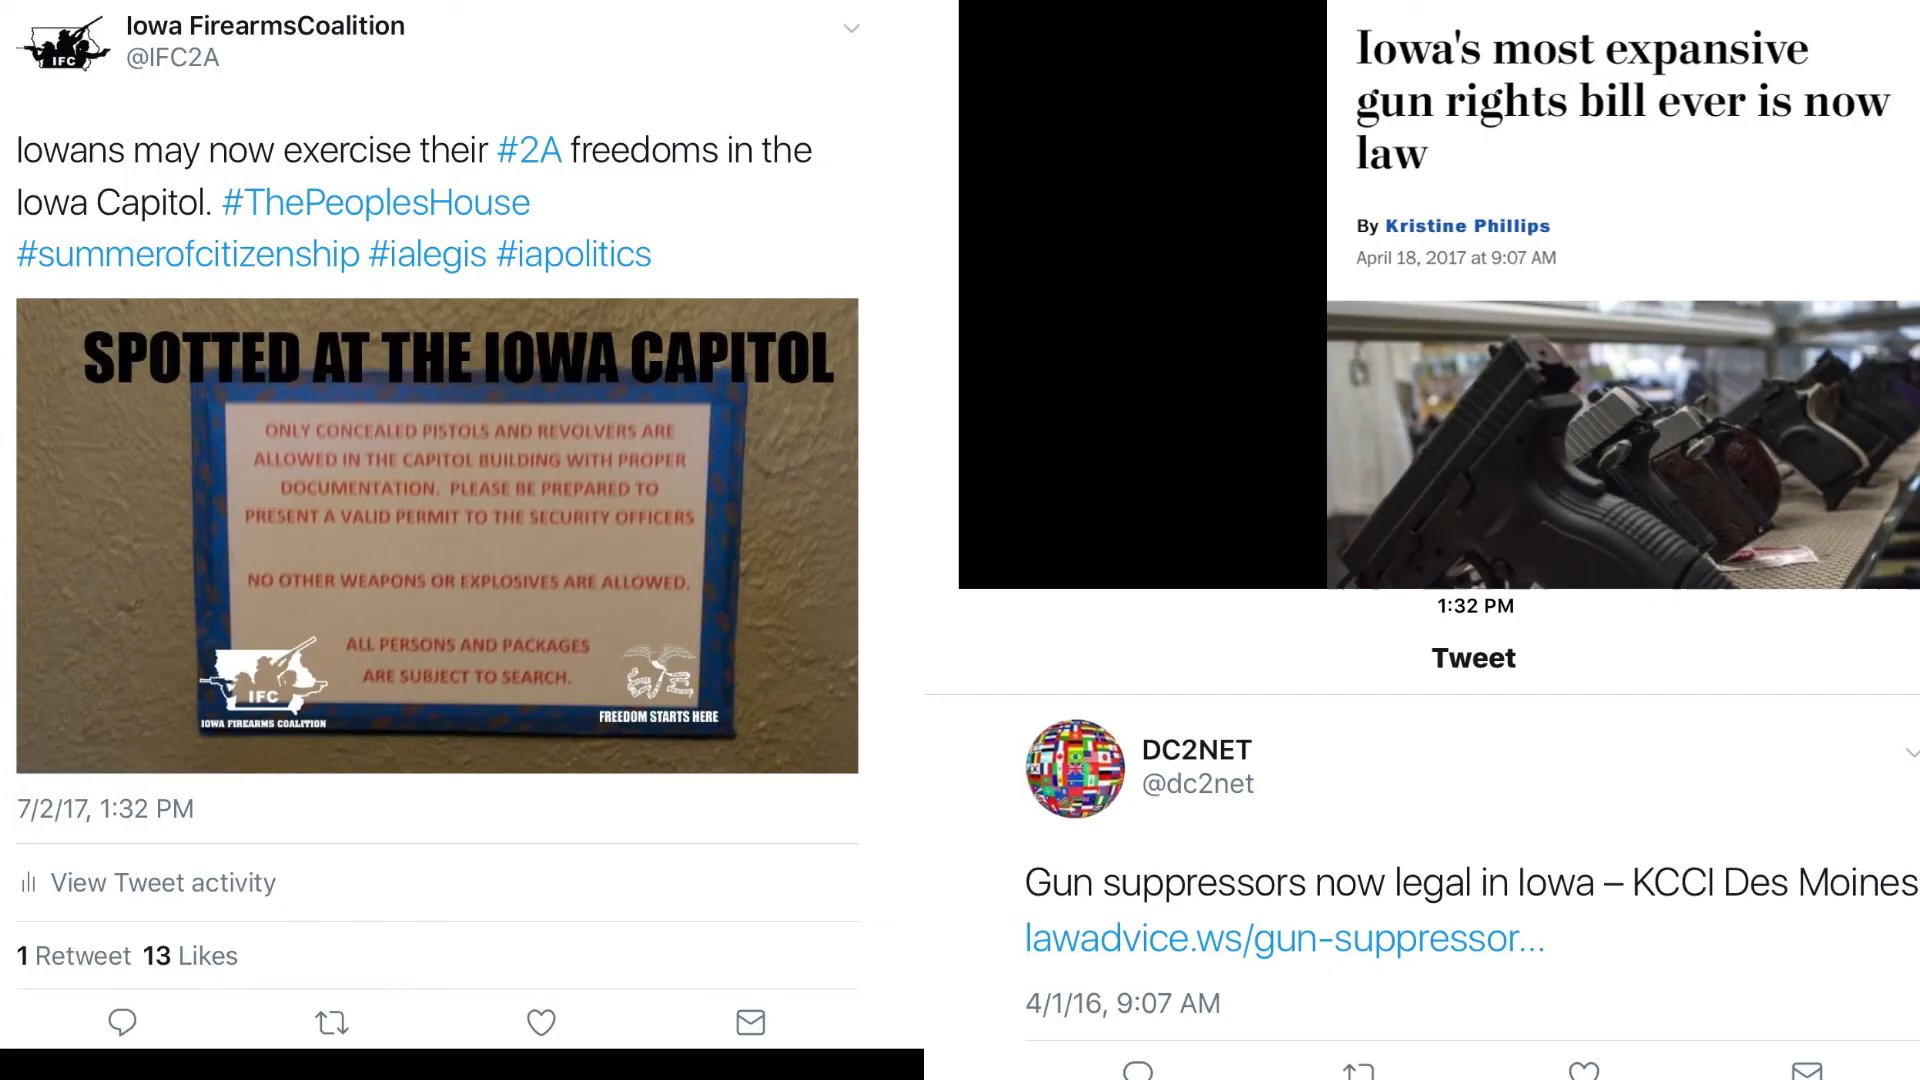 Iowa FirearmsCoalition
@IFC2A
Iowans may now exercise their #2A freedoms in the
Iowa Capitol. #ThePeoplesHouse
#summerofcitizenship #ialegis #iapolitics
SPOTTED AT THE IOWA CAPITOL
ONLY CONCEALED PISTOLS AND REVOLVERS ARE
ALLOWED IN THE CAPITOL BUILDING WITH PROPER
DOCUMENTATION. PLEASE BE PREPARED TO
PRESENT A VALID PERMIT TO THE SECURITY OFFICERS
NO OTHER WEAPONS OR EXPLOSIVES ARE ALLOWED.
ALL PERSONS AND PACKAGES
ARE SUBJECT TO SEARCH.
IFC
IOWA FIREARMS COALITION
FREEDOM STARTS HERE
7/2/17, 1:32 PM
View Tweet activity
1 Retweet 13 Likes
IFC
Iowa's most expansive
gun rights bill ever is now
law
By Kristine Phillips
April 18, 2017 at 9:07 AM
1:32 PM
Tweet
DC2NET
@dc2net
Gun suppressors now legal in Iowa – KCCI Des Moines
lawadvice.ws/gun-suppressor...
4/1/16, 9:07 AM